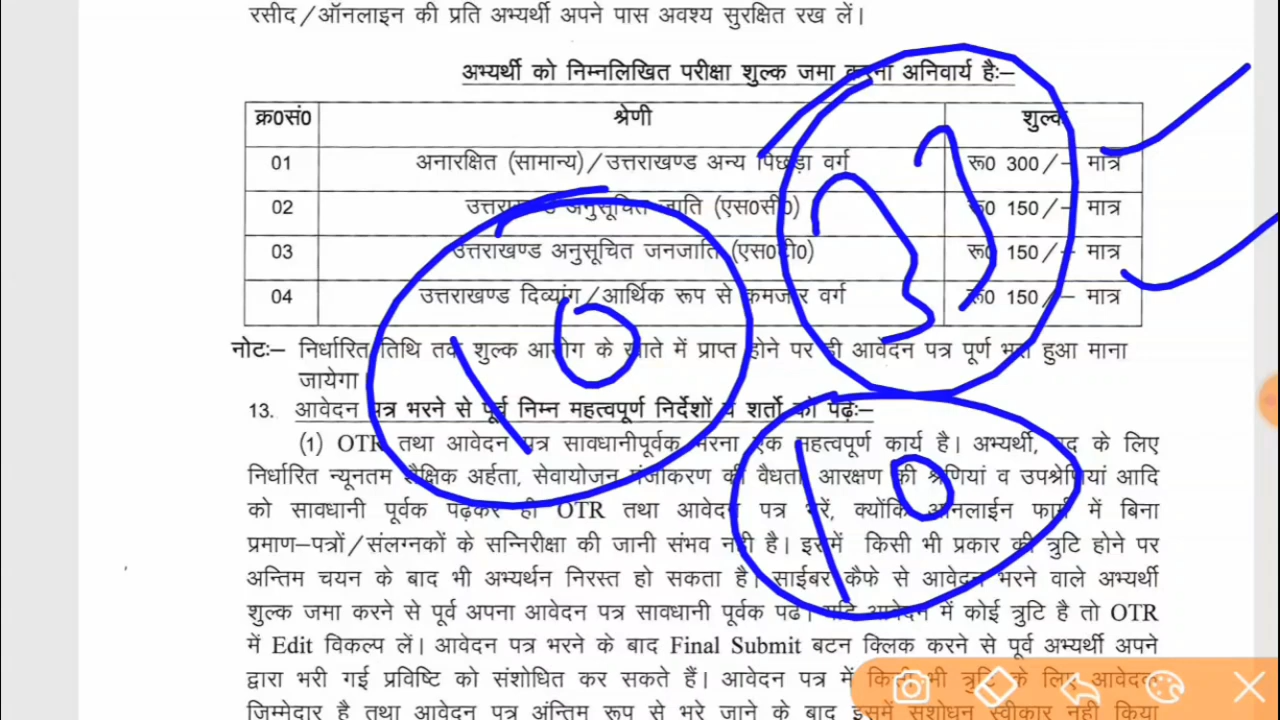 रसीद/ऑनलाइन की प्रति अभ्यर्थी अपने पास अवश्य सुरक्षित रख लें।
अभ्यर्थी को निम्नलिखित परीक्षा शुल्क जमा करना अनिवार्य हैः–
क्र0सं0 श्रेणी शुल्क
01 अनारक्षित (सामान्य)/उत्तराखण्ड अन्य पिछड़ा वर्ग रू0 300/– मात्र
02 उत्तराखण्ड अनुसूचित जाति (एस0सी0) रू0 150/– मात्र
03 उत्तराखण्ड अनुसूचित जनजाति (एस0टी0) रू0 150/– मात्र
04 उत्तराखण्ड दिव्यांग/आर्थिक रूप से कमजोर वर्ग रू0 150/– मात्र
31
10
10
नोटः– निर्धारित तिथि तक शुल्क आयोग के खाते में प्राप्त होने पर ही आवेदन पत्र पूर्ण भरा हुआ माना
जायेगा।
13. आवेदन पत्र भरने से पूर्व निम्न महत्वपूर्ण निर्देशों व शर्तो को पढ़ेः–
(1) OTR तथा आवेदन पत्र सावधानीपूर्वक भरना एक महत्वपूर्ण कार्य है। अभ्यर्थी, पद के लिए
निर्धारित न्यूनतम शैक्षिक अर्हता, सेवायोजन पंजीकरण की वैधता आरक्षण की श्रेणियां व उपश्रेणियां आदि
को सावधानी पूर्वक पढ़कर ही OTR तथा आवेदन पत्र भरें, क्योंकि ऑनलाईन फार्म में बिना
प्रमाण–पत्रों/संलग्नकों के सन्निरीक्षा की जानी संभव नही है। इसमें किसी भी प्रकार की त्रुटि होने पर
अन्तिम चयन के बाद भी अभ्यर्थन निरस्त हो सकता है। साईबर कैफे से आवेदन भरने वाले अभ्यर्थी
शुल्क जमा करने से पूर्व अपना आवेदन पत्र सावधानी पूर्वक पढें। यदि आवेदन में कोई त्रुटि है तो OTR
में Edit विकल्प लें। आवेदन पत्र भरने के बाद Final Submit बटन क्लिक करने से पूर्व अभ्यर्थी अपने
द्वारा भरी गई प्रविष्टि को संशोधित कर सकते हैं। आवेदन पत्र में किसी भी त्रुटि के लिए आवेदक
जिम्मेदार है तथा आवेदन पत्र अंन्तिम रूप से भरे जाने के बाद इसमें संशोधन स्वीकार नही किया